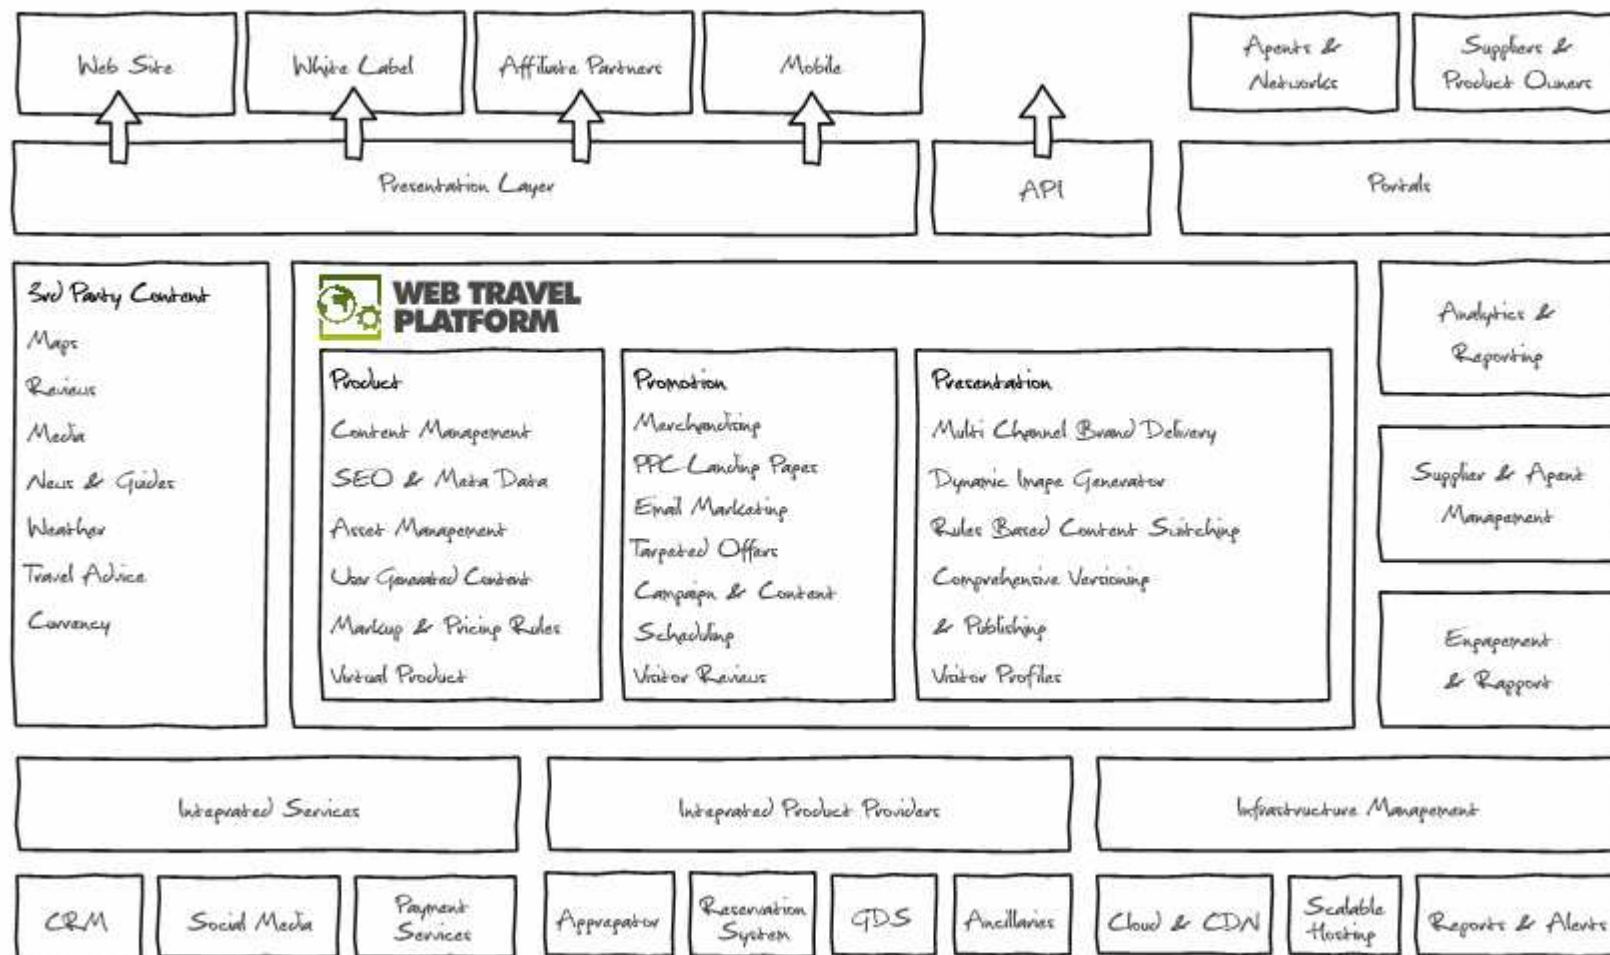 Web Site
White Label
Affiliate Partners
Mobile
Agents &
Networks
Suppliers &
Product Owners
Presentation Layer
API
Portals
3rd Party Content
Maps
Reviews
Media
News & Guides
Weather
Travel Advice
Currency
WEB TRAVEL
PLATFORM
Product
Content Management
SEO & Meta Data
Asset Management
User Generated Content
Markup & Pricing Rules
Virtual Product
Promotion
Merchandising
PPC Landing Pages
Email Marketing
Targeted Offers
Campaign & Content
Scheduling
Visitor Reviews
Presentation
Multi Channel Brand Delivery
Dynamic Image Generator
Rules Based Content Switching
Comprehensive Versioning
& Publishing
Visitor Profiles
Analytics &
Reporting
Supplier & Agent
Management
Engagement
& Rapport
Integrated Services
Integrated Product Providers
Infrastructure Management
CRM
Social Media
Payment
Services
Aggregator
Reservation
System
GDS
Ancillaries
Cloud & CDN
Scalable
Hosting
Reports & Alerts